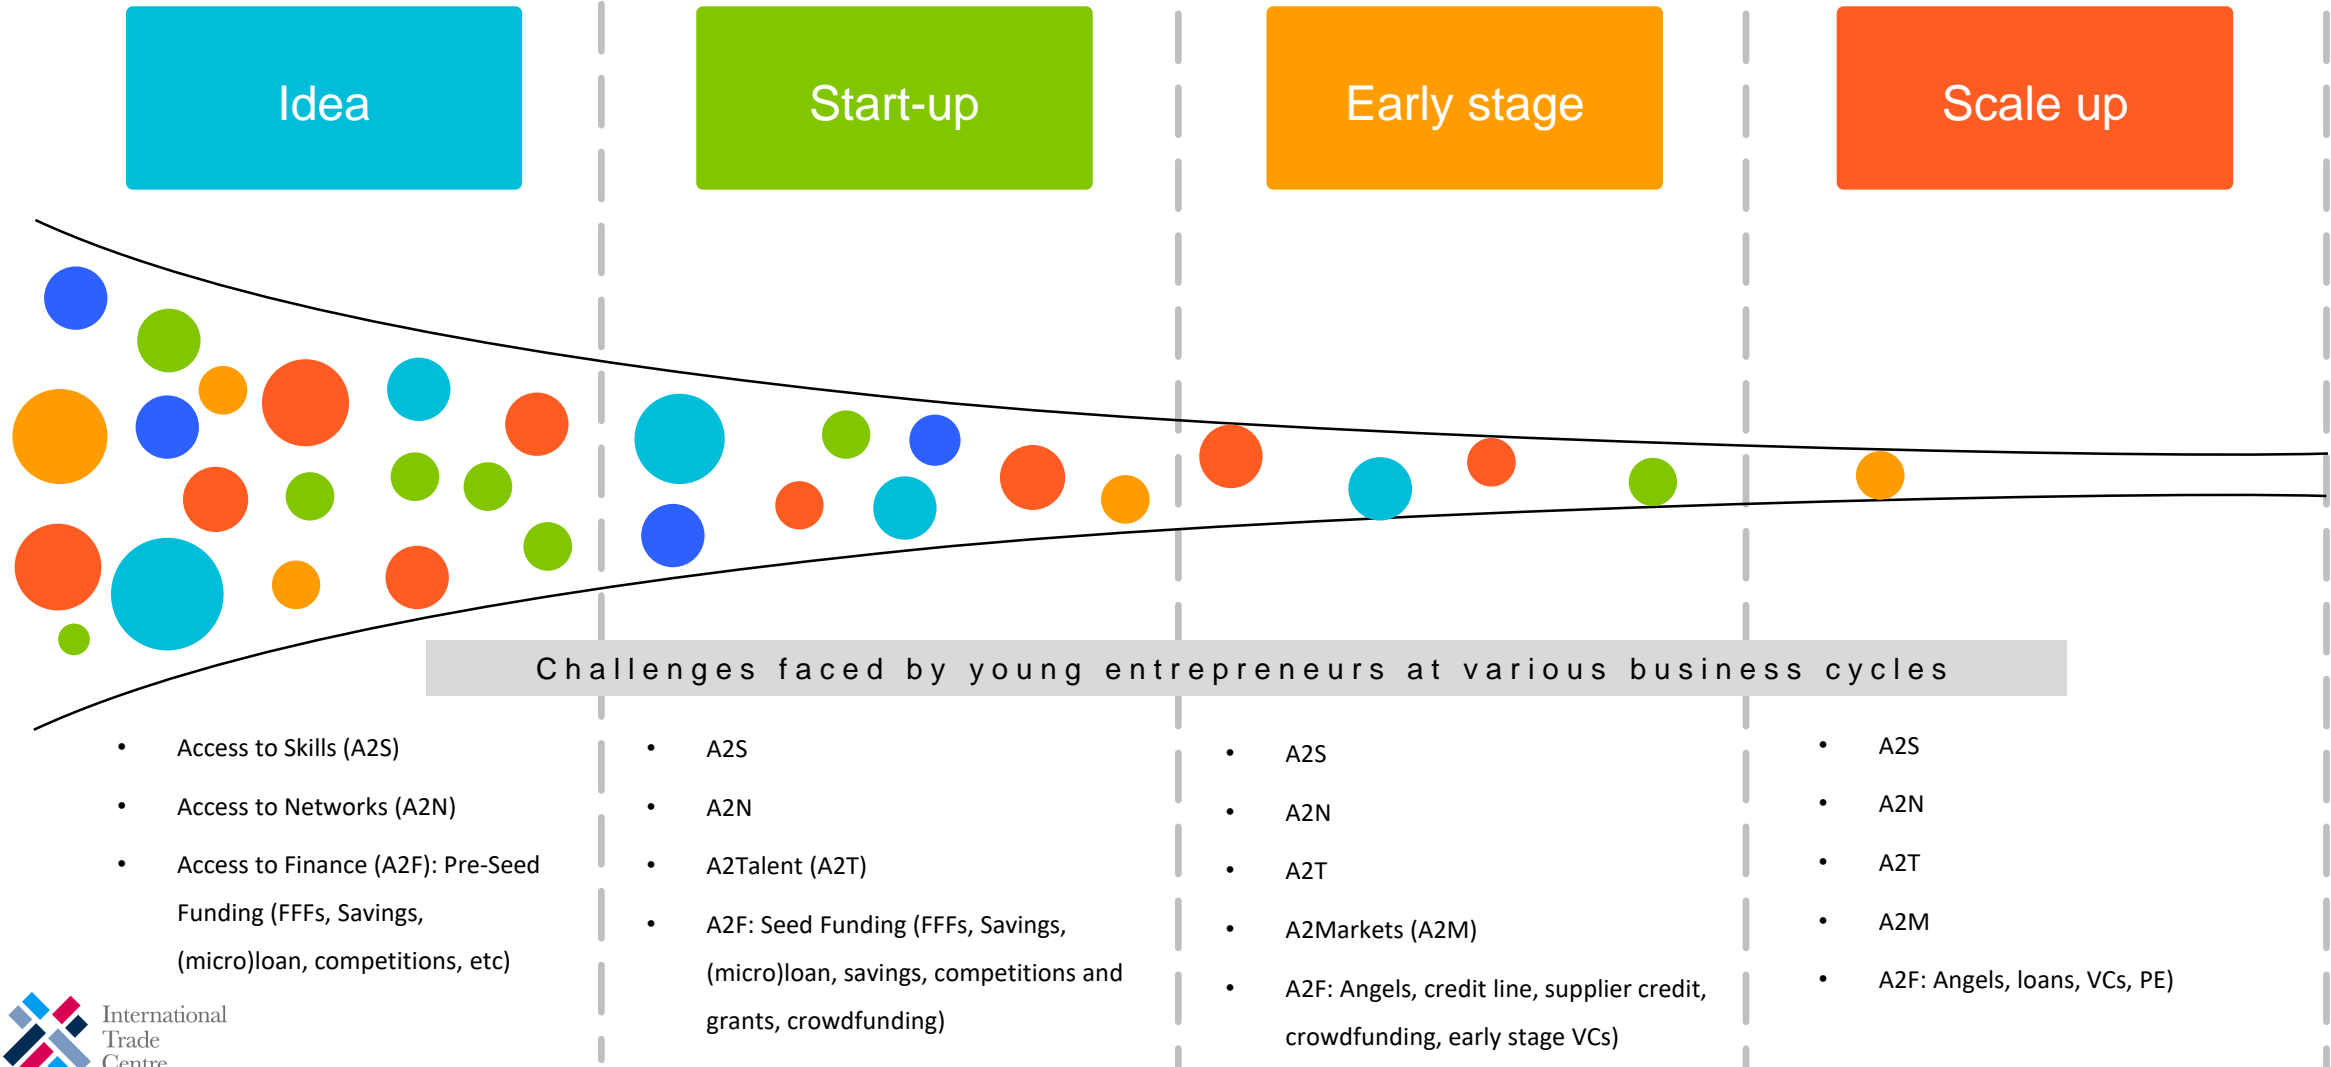 Idea
Start-up
Early stage
Scale up
Challenges faced by young entrepreneurs at various business cycles
• Access to Skills (A2S)
• Access to Networks (A2N)
• Access to Finance (A2F): Pre-Seed
Funding (FFFs, Savings,
(micro)loan, competitions, etc)
• A2S
• A2N
• A2Talent (A2T)
• A2F: Seed Funding (FFFs, Savings,
(micro)loan, savings, competitions and
grants, crowdfunding)
• A2S
• A2N
• A2T
• A2Markets (A2M)
• A2F: Angels, credit line, supplier credit,
crowdfunding, early stage VCs)
• A2S
• A2N
• A2T
• A2M
• A2F: Angels, loans, VCs, PE)
International
Trade
Centre